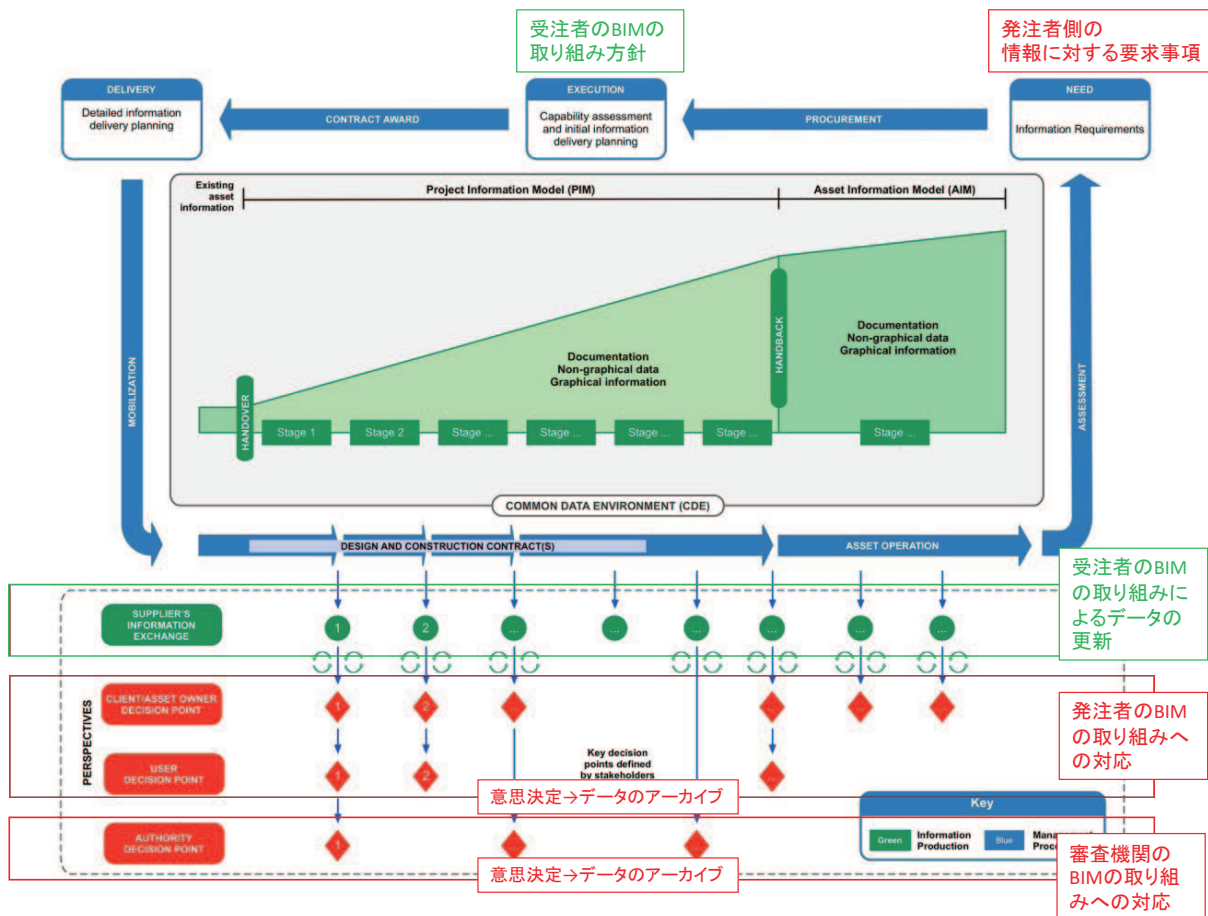 受注者のBIMの
取り組み方針
発注者側の
情報に対する要求事項
DELIVERY
Detailed information
delivery planning
CONTRACT AWARD
EXECUTION
Capability assessment
and initial information
delivery planning
PROCUREMENT
NEED
Information Requirements
Existing
asset
information
Project Information Model (PIM)
Asset Information Model (AIM)
MOBILIZATION
HANDOVER
Documentation
Non-graphical data
Graphical information
HANDBACK
Documentation
Non-graphical data
Graphical information
ASSESSMENT
Stage 1
Stage 2
Stage ...
Stage ...
Stage ...
Stage ...
Stage ...
COMMON DATA ENVIRONMENT (CDE)
DESIGN AND CONSTRUCTION CONTRACT(S)
ASSET OPERATION
受注者のBIM
の取り組みに
よるデータの
更新
SUPPLIER'S
INFORMATION
EXCHANGE
1
2
...
...
...
...
...
...
PERSPECTIVES
CLIENT/ASSET OWNER
DECISION POINT
1
2
...
...
...
...
発注者のBIM
の取り組みへ
の対応
USER
DECISION POINT
1
2
...
Key decision
points defined
by stakeholders
意思決定→データのアーカイブ
Key
Green
Information
Production
Blue
AUTHORITY
DECISION POINT
1
...
...
意思決定→データのアーカイブ
審査機関の
BIMの取り組
みへの対応